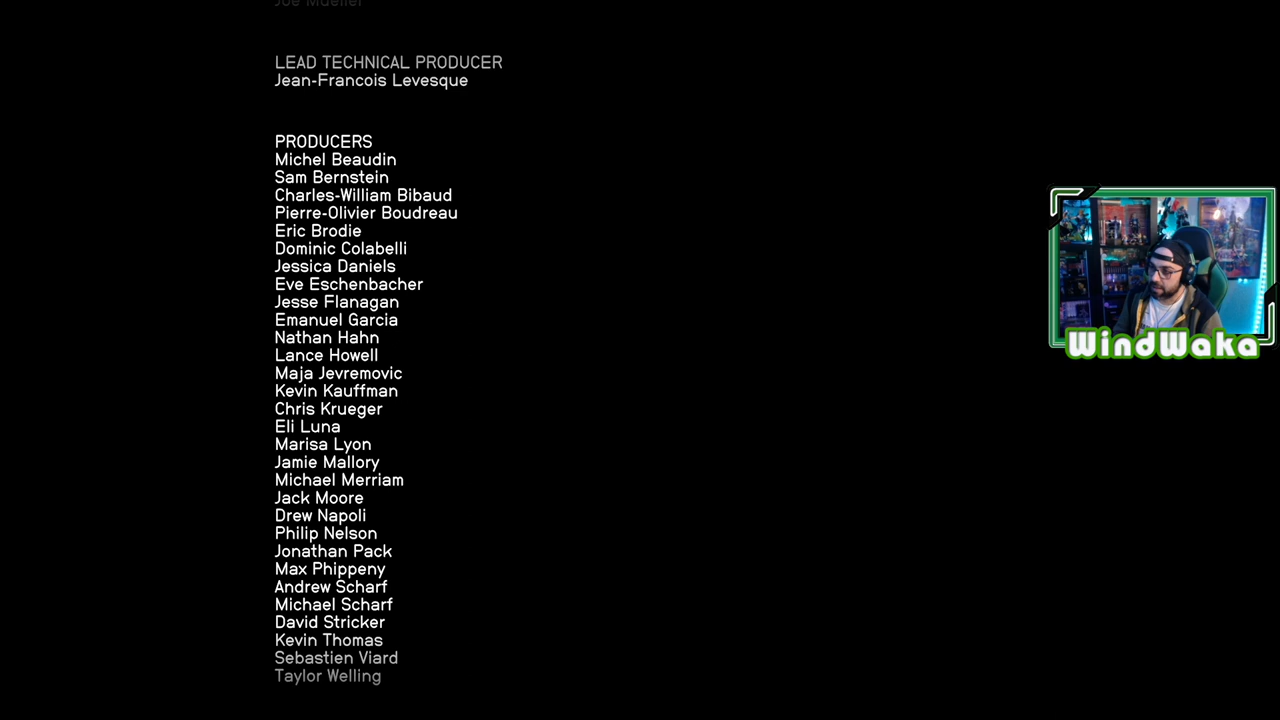 Joe Mueller
LEAD TECHNICAL PRODUCER
Jean-Francois Levesque
PRODUCERS
Michel Beaudin
Sam Bernstein
Charles-William Bibaud
Pierre-Olivier Boudreau
Eric Brodie
Dominic Colabelli
Jessica Daniels
Eve Eschenbacher
Jesse Flanagan
Emanuel Garcia
Nathan Hahn
Lance Howell
Maja Jevremovic
Kevin Kauffman
Chris Krueger
Eli Luna
Marisa Lyon
Jamie Mallory
Michael Merriam
Jack Moore
Drew Napoli
Philip Nelson
Jonathan Pack
Max Phippeny
Andrew Scharf
Michael Scharf
David Stricker
Kevin Thomas
Sebastien Viard
Taylor Welling
WindWaka